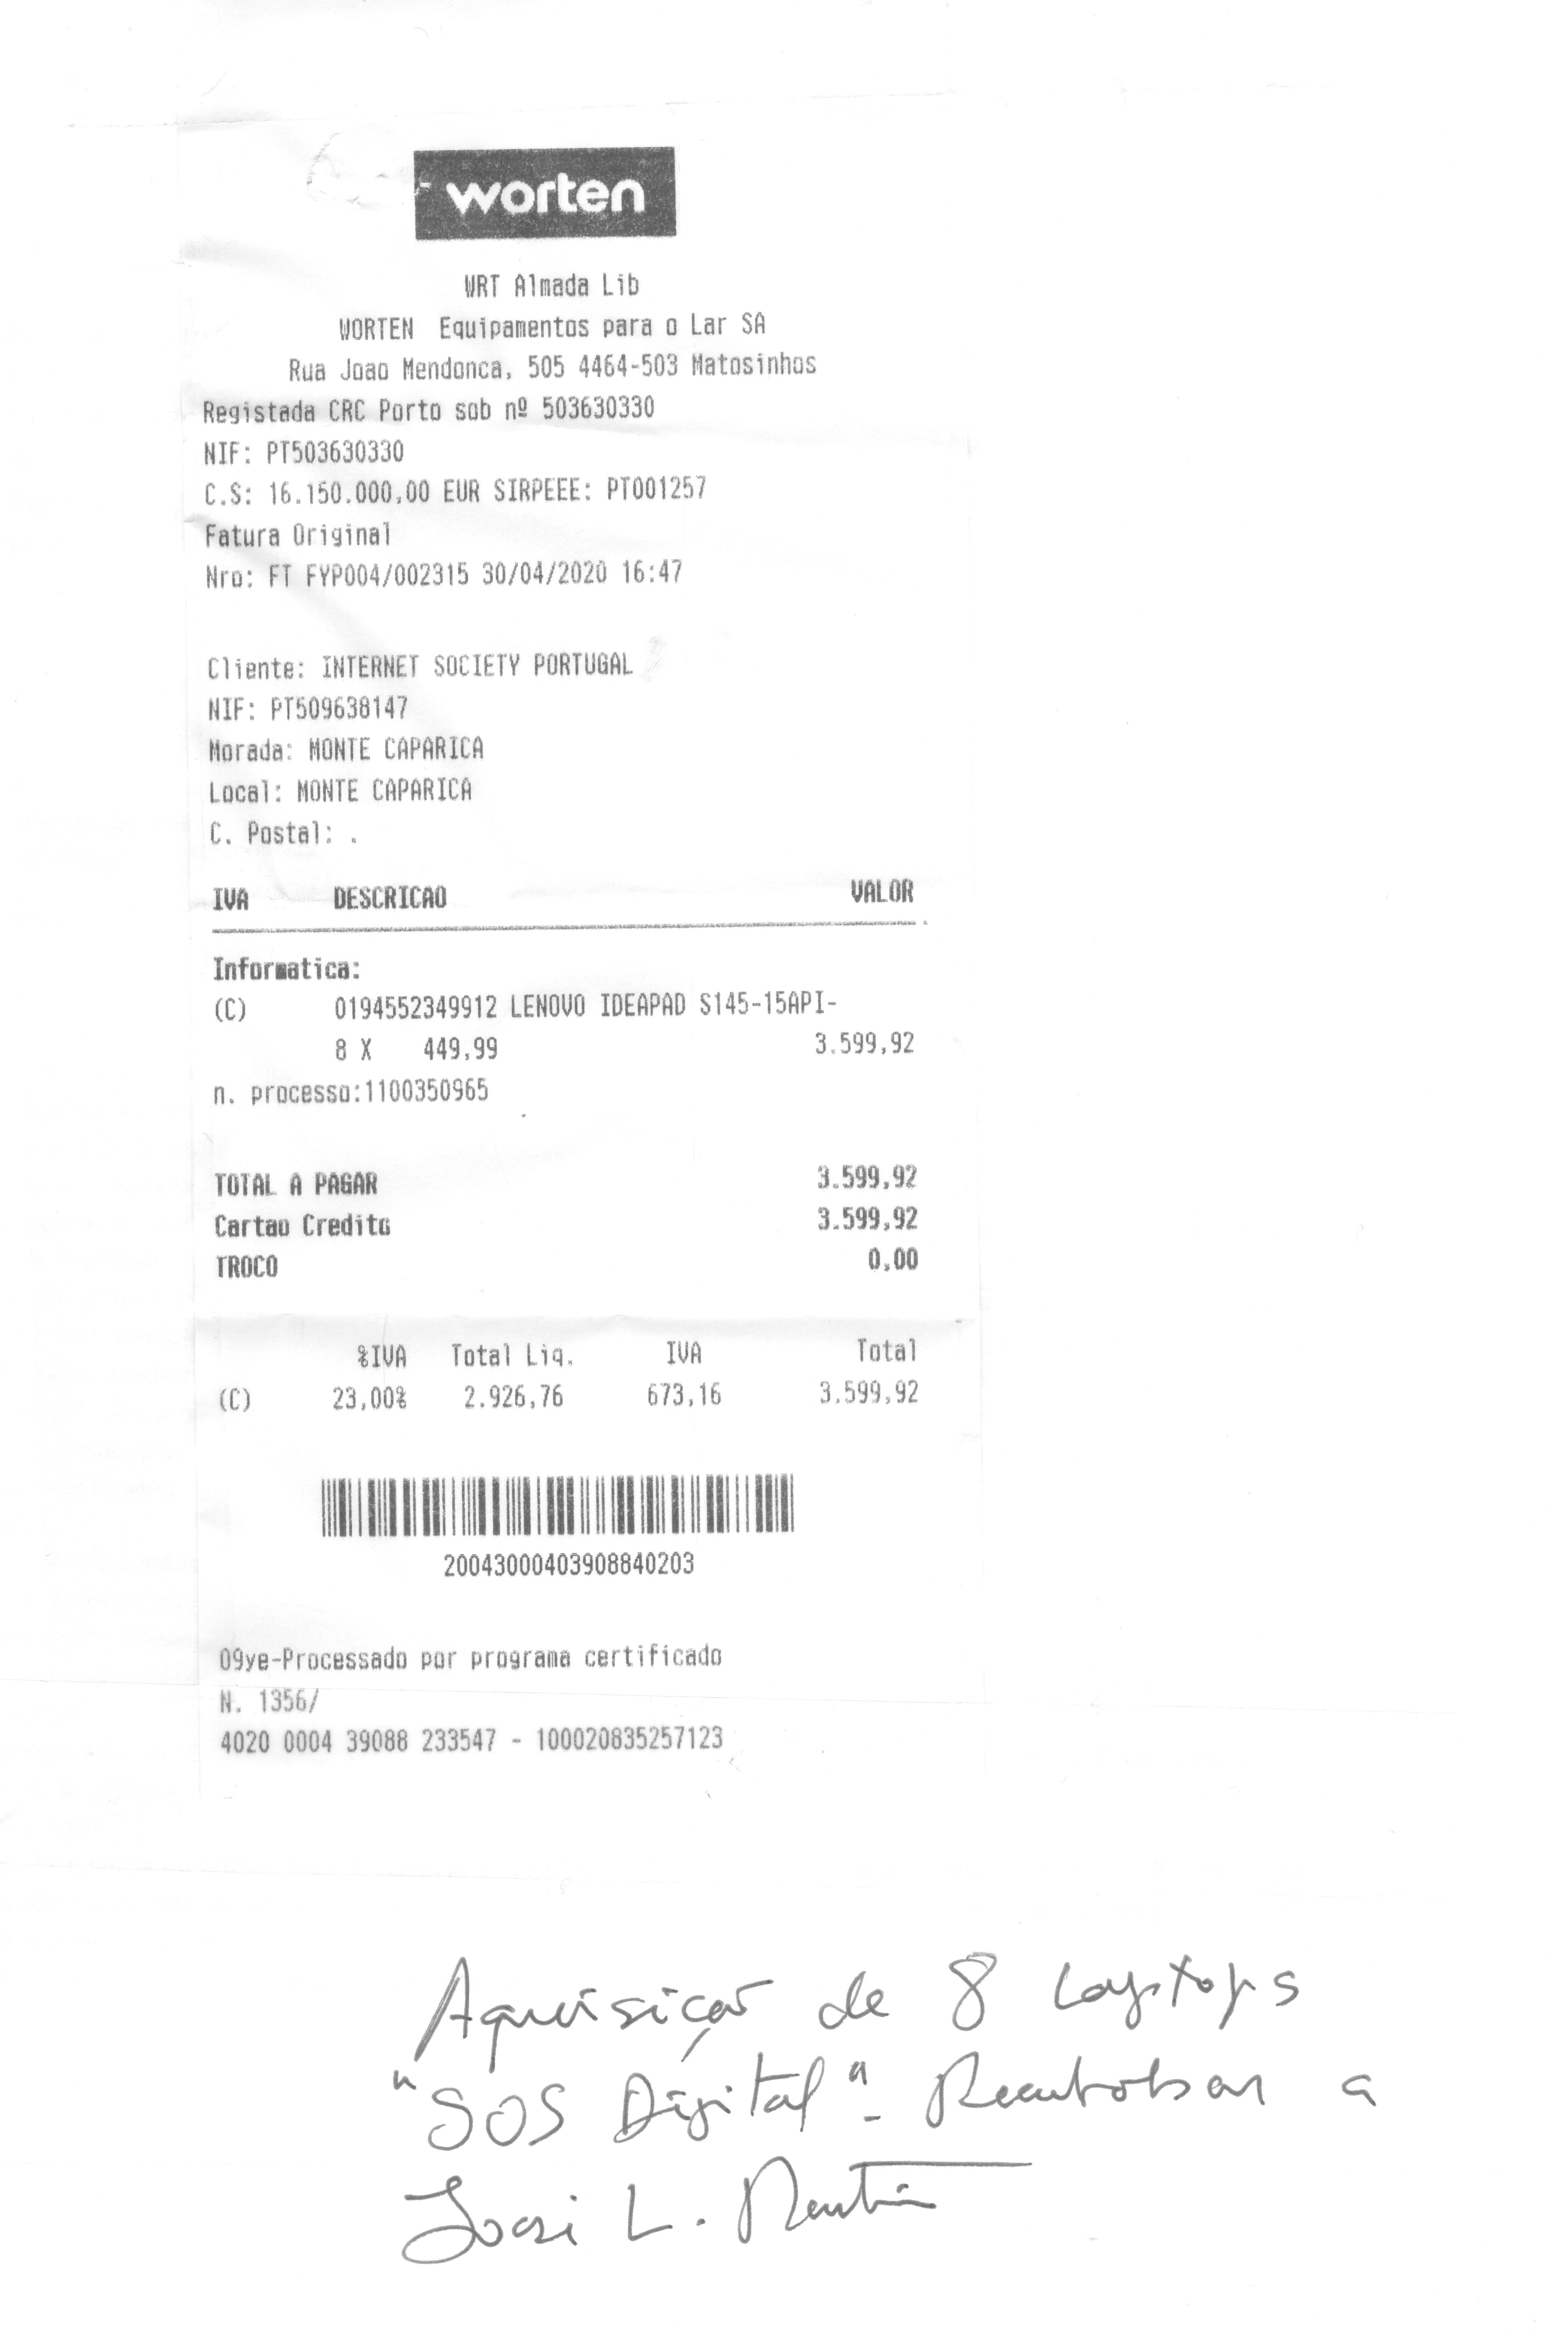 worten
WRT Almada Lib
WORTEN Equipamentos para o Lar SA
Rua Joao Mendonca, 505 4464-503 Matosinhos
Registada CRC Porto sob nº 503630330
NIF: PT503630330
C.S: 16.150.000,00 EUR SIRPEEE: PT001257
Fatura Original
Nro: FT FYP004/002315 30/04/2020 16:47
Cliente: INTERNET SOCIETY PORTUGAL
NIF: PT509638147
Morada: MONTE CAPARICA
Local: MONTE CAPARICA
C. Postal: .
IVA DESCRICAO VALOR
Informatica:
(C) 0194552349912 LENOVO IDEAPAD S145-15API-
8 X 449,99 3.599,92
n. processo:1100350965
TOTAL A PAGAR 3.599,92
Cartao Credito 3.599,92
TROCO 0,00
%IVA Total Liq. IVA Total
(C) 23,00% 2.926,76 673,16 3.599,92
20043000403908840203
09ye-Processado por programa certificado
N. 1356/
4020 0004 39088 233547 - 100020835257123
Aquisição de 8 Laptops
"SOS Digital" - a
José L.